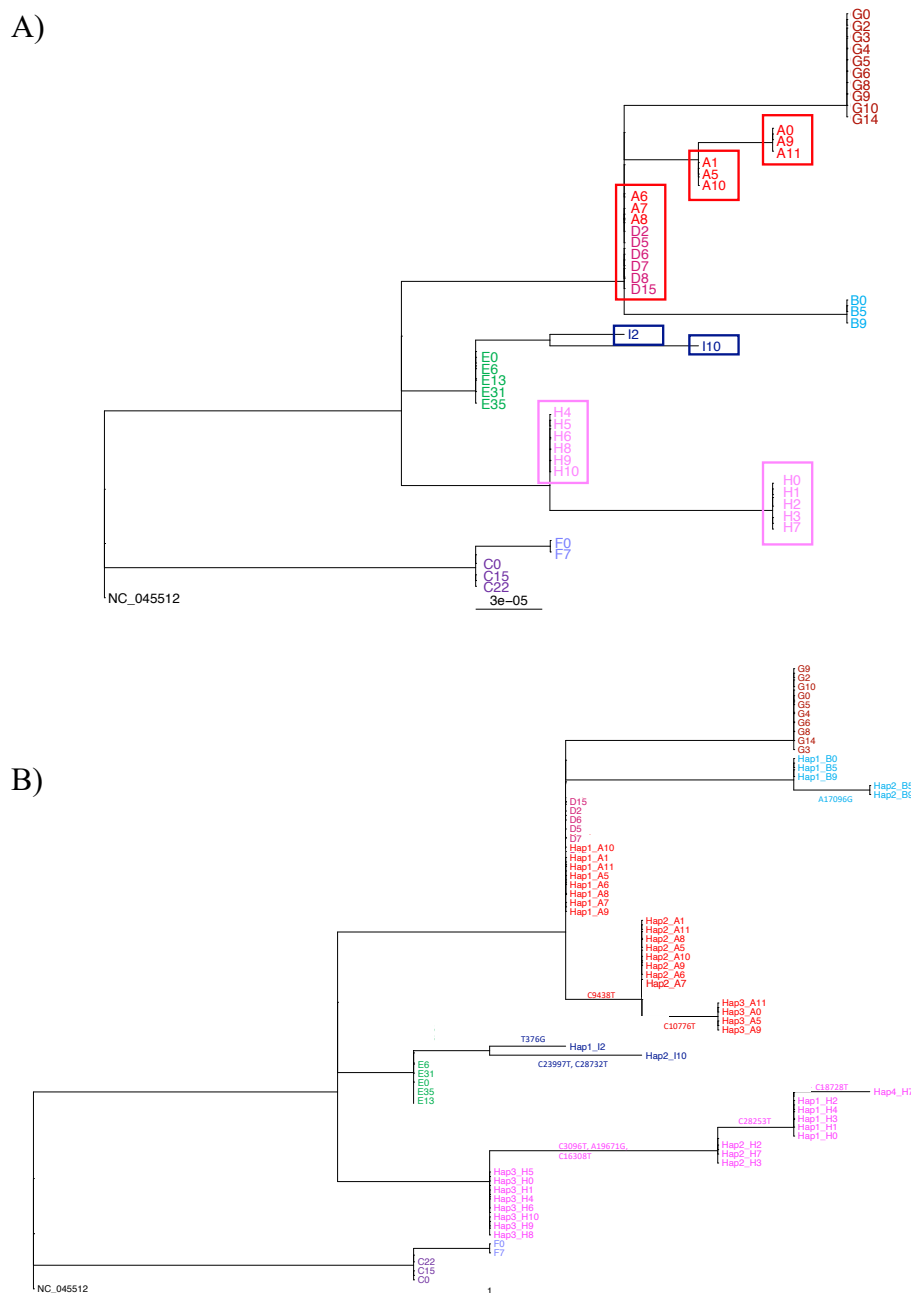 A)
G0
G2
G3
G4
G5
G6
G8
G9
G10
G14
A0
A9
A11
A1
A5
A10
A6
A7
A8
D2
D5
D6
D7
D8
D15
B0
B5
B9
I2
I10
E0
E6
E13
E31
E35
H4
H5
H6
H8
H9
H10
H0
H1
H2
H3
H7
F0
F7
C0
C15
C22
NC_045512
3e-05
B)
G9
G2
G10
G0
G5
G4
G6
G8
G14
G3
Hap1_B0
Hap1_B5
Hap1_B9
Hap2_B5
Hap2_B9
A17096G
D15
D2
D6
D5
D7
Hap1_A10
Hap1_A1
Hap1_A11
Hap1_A5
Hap1_A6
Hap1_A8
Hap1_A7
Hap1_A9
Hap2_A1
Hap2_A11
Hap2_A8
Hap2_A5
Hap2_A10
Hap2_A9
Hap2_A6
Hap2_A7
C9438T
Hap3_A11
Hap3_A0
Hap3_A5
Hap3_A9
C10776T
T376G
Hap1_I2
Hap2_I10
C23997T, C28732T
E6
E31
E0
E35
E13
C18728T
Hap4_H7
Hap1_H2
Hap1_H4
Hap1_H3
Hap1_H1
Hap1_H0
C28253T
C3096T, A19671G,
C16308T
Hap2_H2
Hap2_H7
Hap2_H3
Hap3_H5
Hap3_H0
Hap3_H1
Hap3_H4
Hap3_H6
Hap3_H10
Hap3_H9
Hap3_H8
F0
F7
C22
C15
C0
NC_045512
1